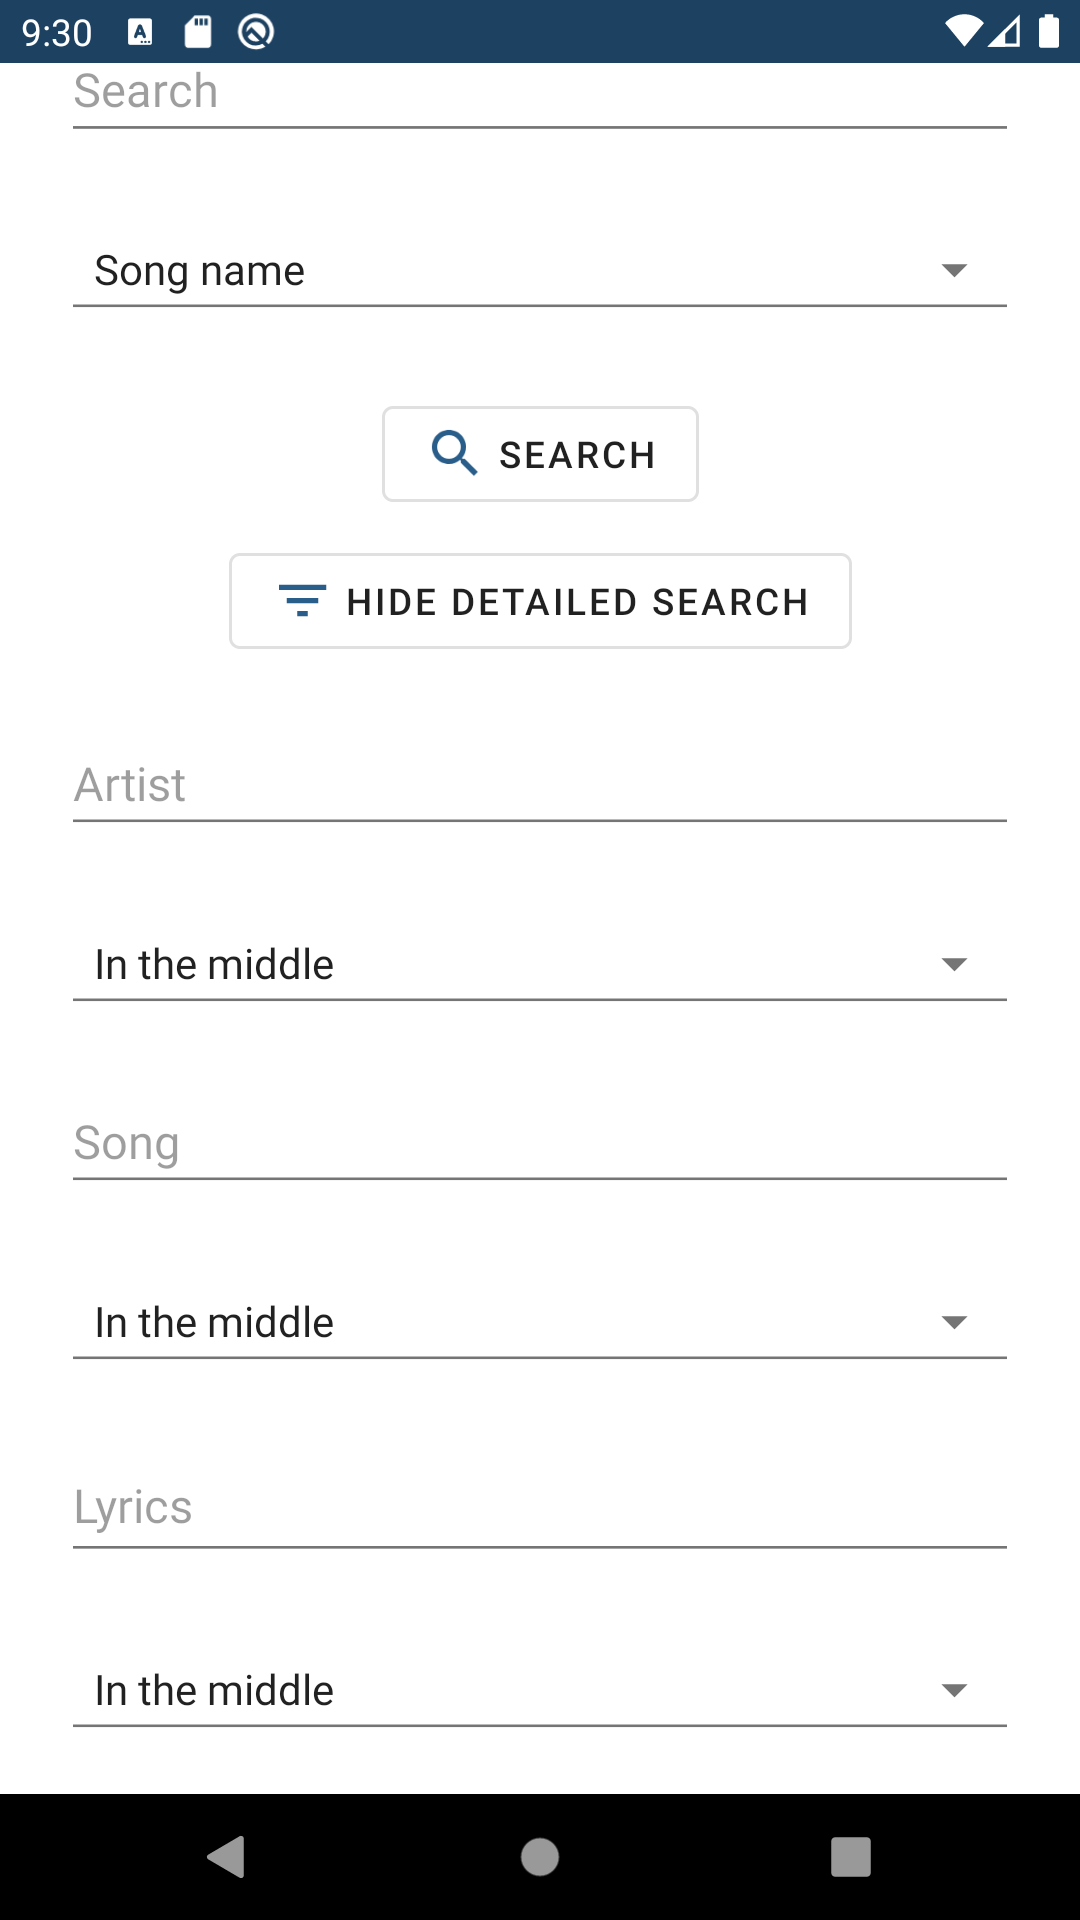 9:30
Search
Song name
SEARCH
HIDE DETAILED SEARCH
Artist
In the middle
Song
In the middle
Lyrics
In the middle